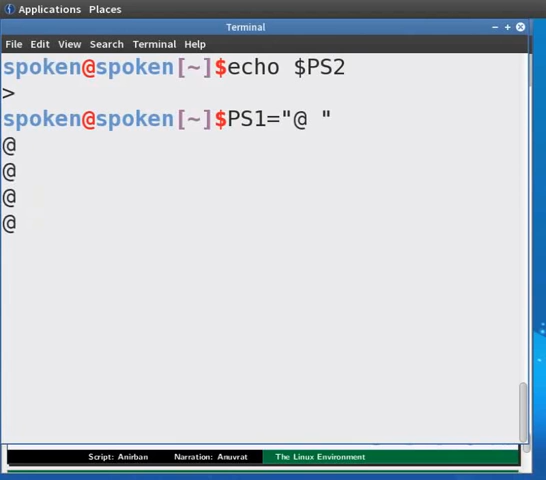 Applications Places
Terminal
File Edit View Search Terminal Help
spoken@spoken[~]$echo $PS2
>
spoken@spoken[~]$PS1="@ "
@
@
@
@
Script: Anirban Narration: Anuvrat The Linux Environment